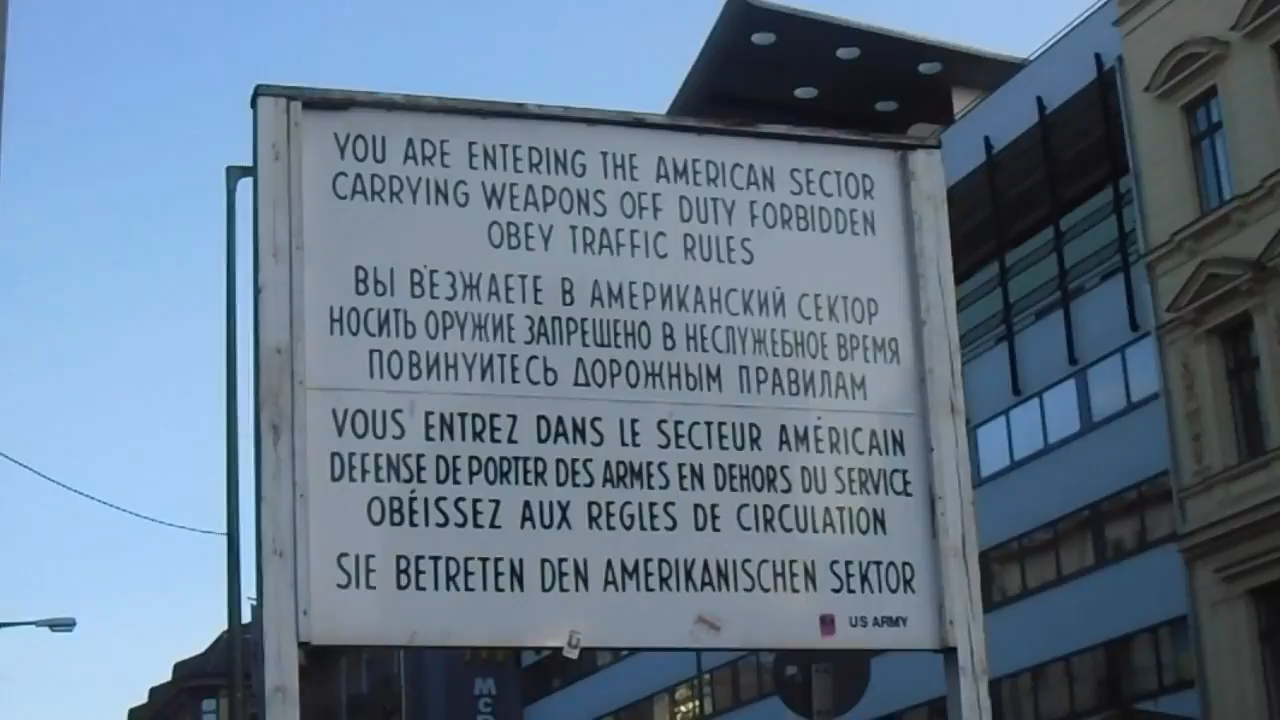 YOU ARE ENTERING THE AMERICAN SECTOR
CARRYING WEAPONS OFF DUTY FORBIDDEN
OBEY TRAFFIC RULES
ВЫ ВЪЕЗЖАЕТЕ В АМЕРИКАНСКИЙ СЕКТОР
НОСИТЬ ОРУЖИЕ ЗАПРЕЩЕНО В НЕСЛУЖЕБНОЕ ВРЕМЯ
ПОВИНУИТЕСЬ ДОРОЖНЫМ ПРАВИЛАМ
VOUS ENTREZ DANS LE SECTEUR AMÉRICAIN
DEFENSE DE PORTER DES ARMES EN DEHORS DU SERVICE
OBÉISSEZ AUX REGLES DE CIRCULATION
SIE BETRETEN DEN AMERIKANISCHEN SEKTOR
US ARMY